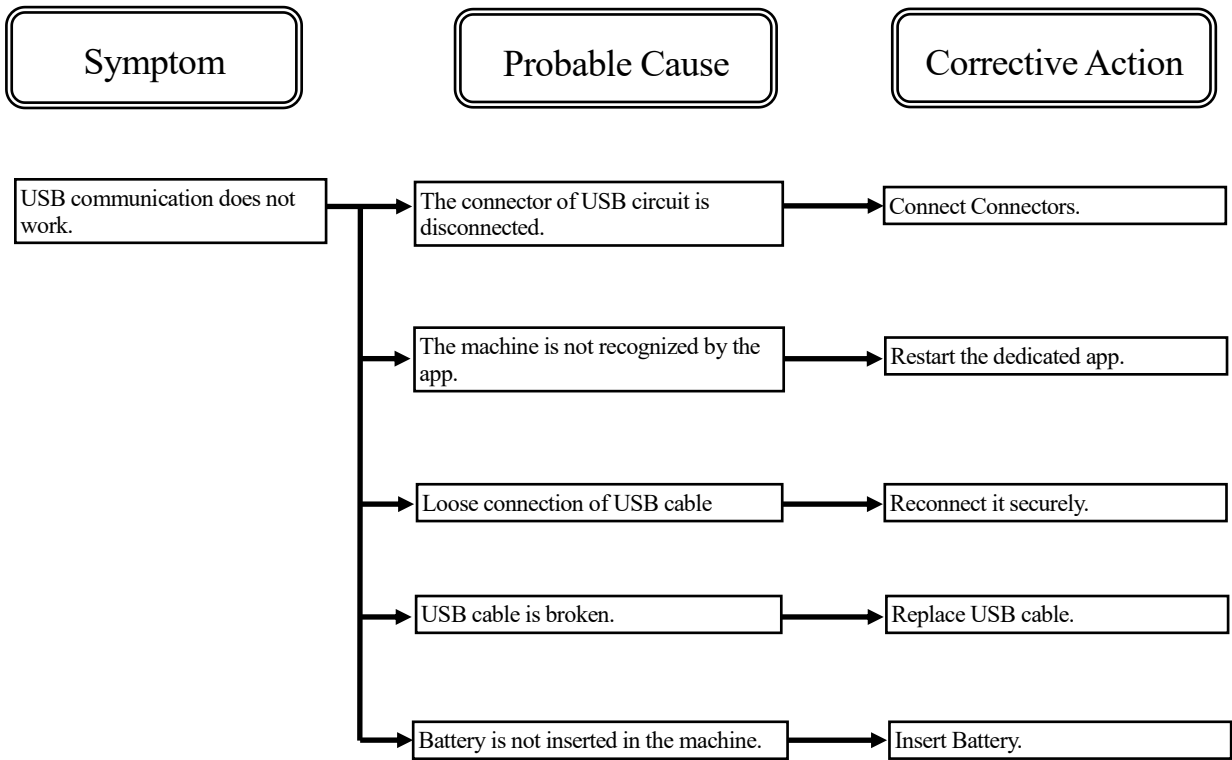 Symptom
Probable Cause
Corrective Action
USB communication does not
work.
The connector of USB circuit is
disconnected.
Connect Connectors.
The machine is not recognized by the
app.
Restart the dedicated app.
Loose connection of USB cable
Reconnect it securely.
USB cable is broken.
Replace USB cable.
Battery is not inserted in the machine.
Insert Battery.